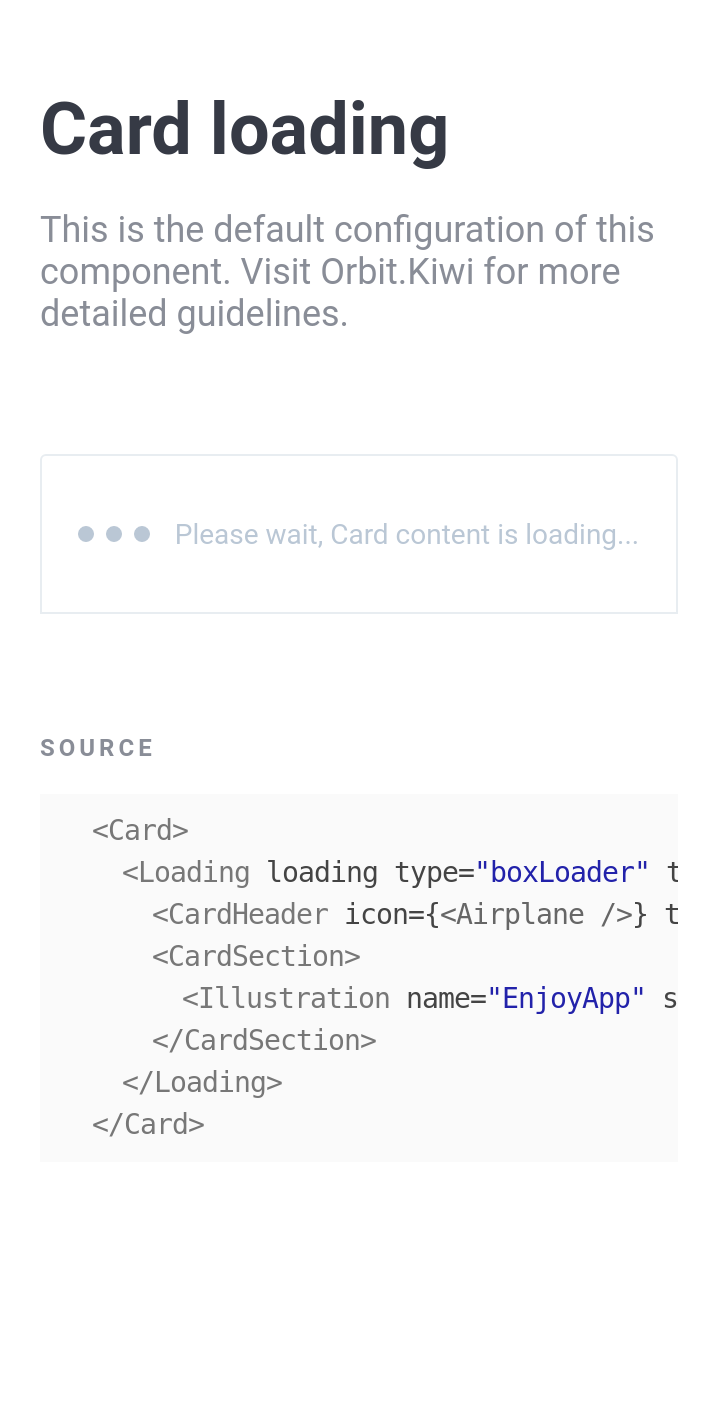 Card loading
This is the default configuration of this
component. Visit Orbit.Kiwi for more
detailed guidelines.
Please wait, Card content is loading...
SOURCE
<Card>
<Loading loading type="boxLoader" t
<CardHeader icon={<Airplane />} t
<CardSection>
<Illustration name="EnjoyApp" s
</CardSection>
</Loading>
</Card>